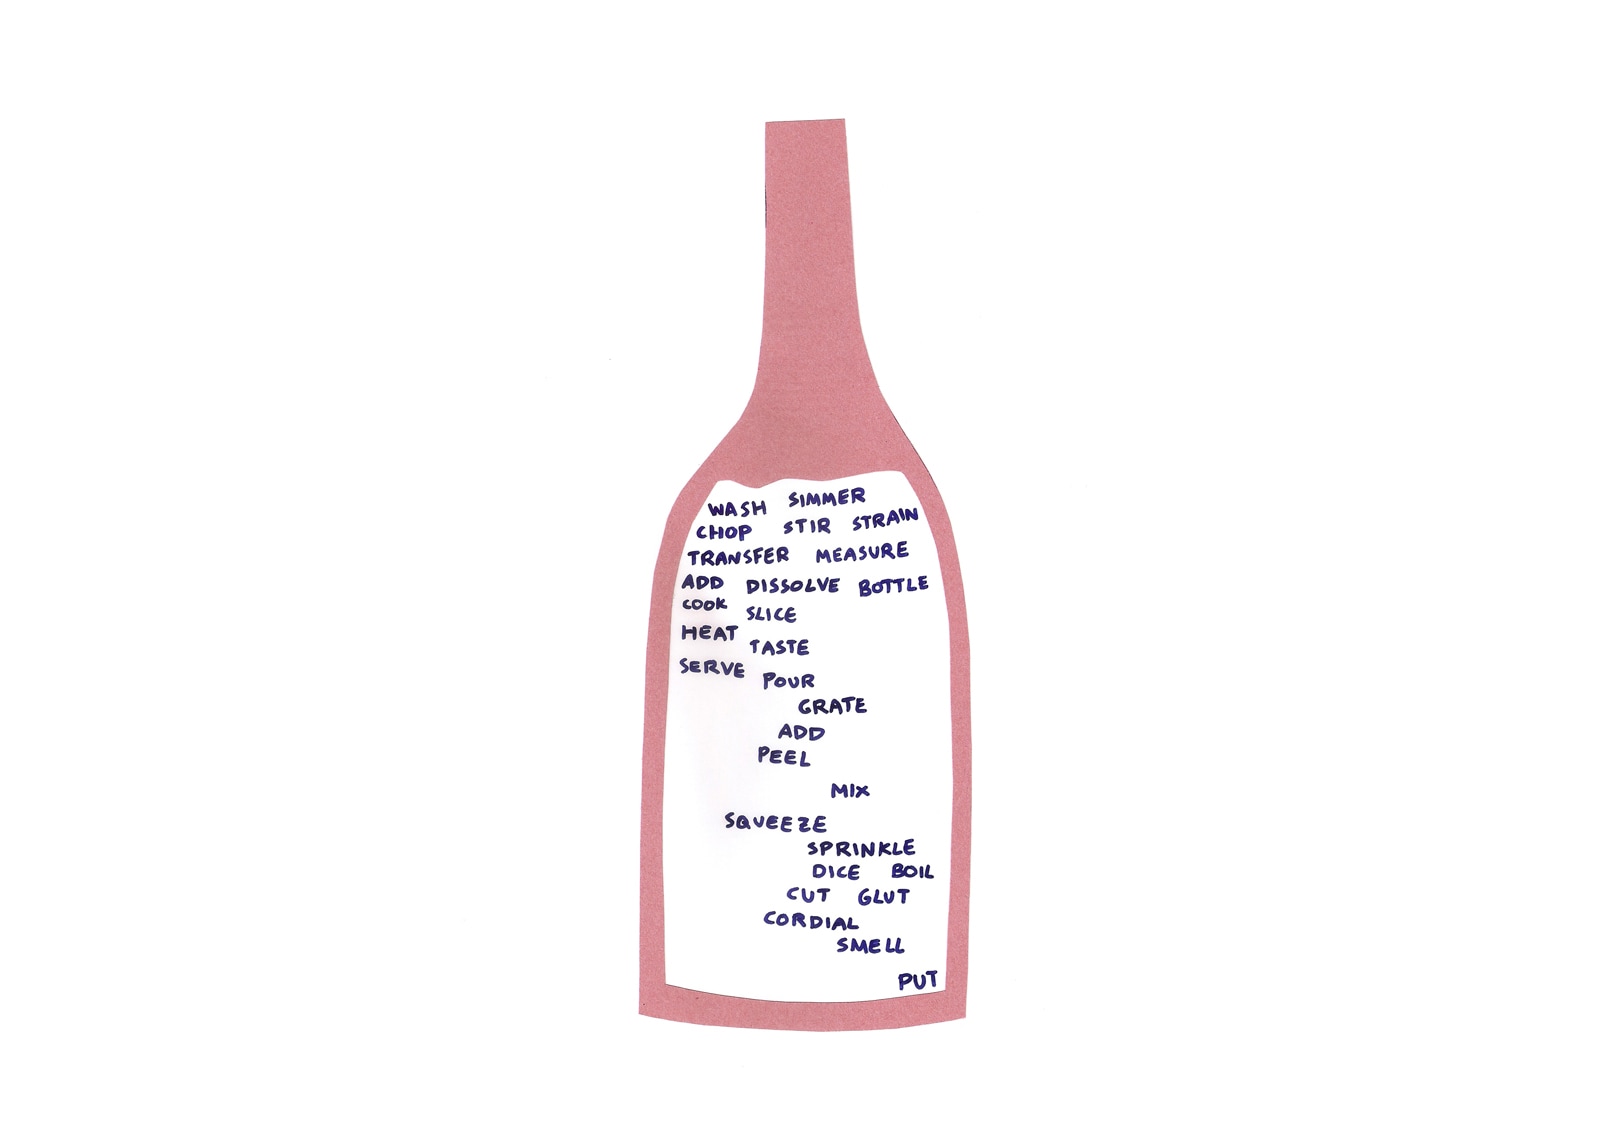 WASH SIMMER
CHOP STIR STRAIN
TRANSFER MEASURE
ADD DISSOLVE BOTTLE
COOK SLICE
HEAT TASTE
SERVE POUR
GRATE
ADD
PEEL
MIX
SQUEEZE
SPRINKLE
DICE BOIL
CUT GLUT
CORDIAL
SMELL
PUT